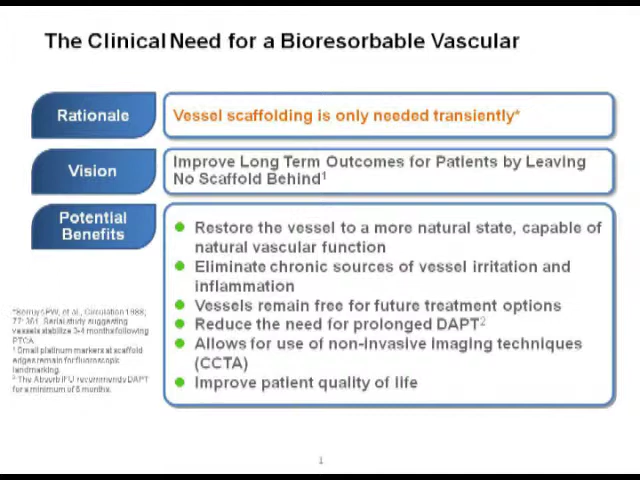 The Clinical Need for a Bioresorbable Vascular
Rationale
Vessel scaffolding is only needed transiently*
Vision
Improve Long Term Outcomes for Patients by Leaving
No Scaffold Behind1
Potential
Benefits
Restore the vessel to a more natural state, capable of
natural vascular function
Eliminate chronic sources of vessel irritation and
inflammation
Vessels remain free for future treatment options
Reduce the need for prolonged DAPT2
Allows for use of non-invasive imaging techniques
(CCTA)
Improve patient quality of life
*Serruys PW, et al., Circulation 1988;
77: 361. Serial study suggesting
vessels stabilize 3-4 months following
PTCA.
1 Small platinum markers at scaffold
edges remain for fluoroscopic
landmarking.
2 The Absorb IFU recommends DAPT
for a minimum of 6 months.
1